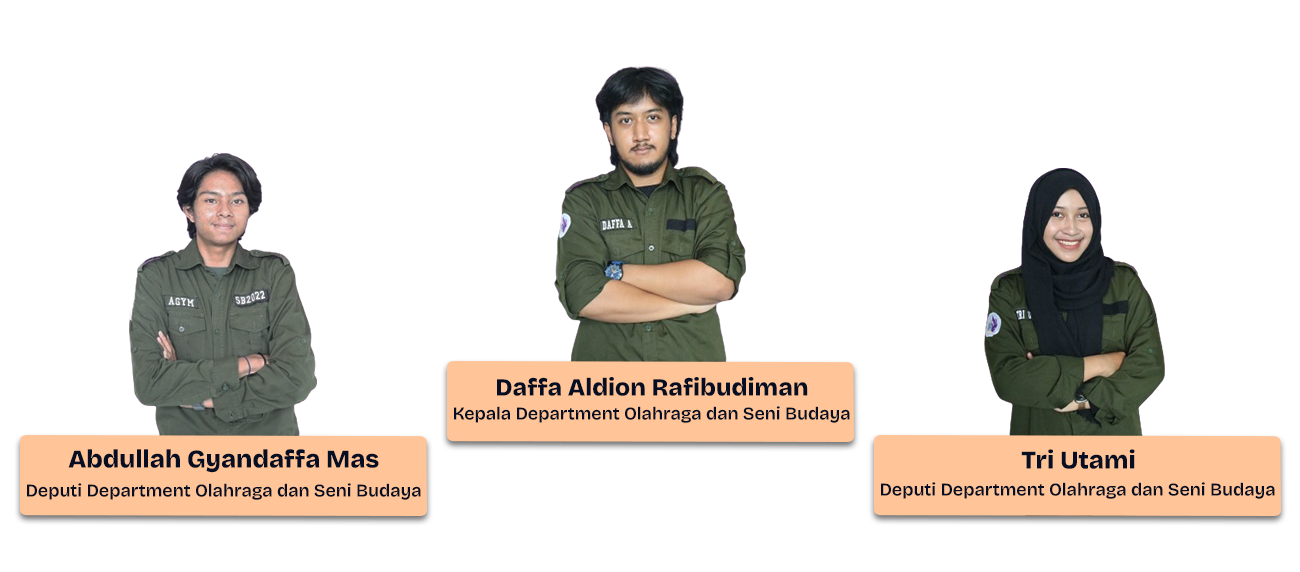 DAFFA A
AGYM
SB2022
Daffa Aldion Rafibudiman
Kepala Department Olahraga dan Seni Budaya
Abdullah Gyandaffa Mas
Deputi Department Olahraga dan Seni Budaya
Tri Utami
Deputi Department Olahraga dan Seni Budaya